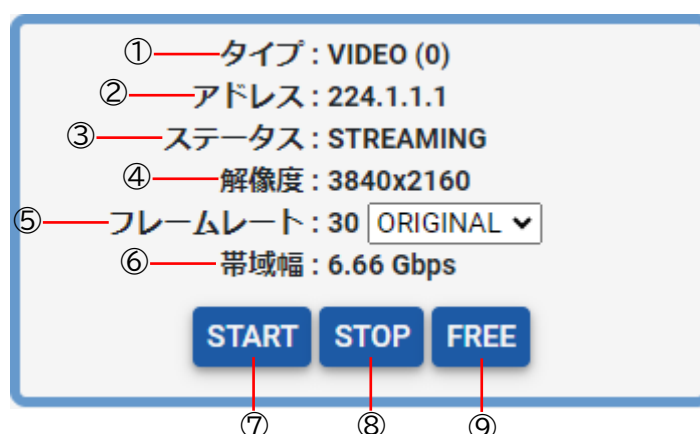 ① タイプ : VIDEO (0)
② アドレス : 224.1.1.1
③ ステータス : STREAMING
④ 解像度 : 3840x2160
⑤ フレームレート : 30 ORIGINAL
⑥ 帯域幅 : 6.66 Gbps
START STOP FREE
⑦ ⑧ ⑨